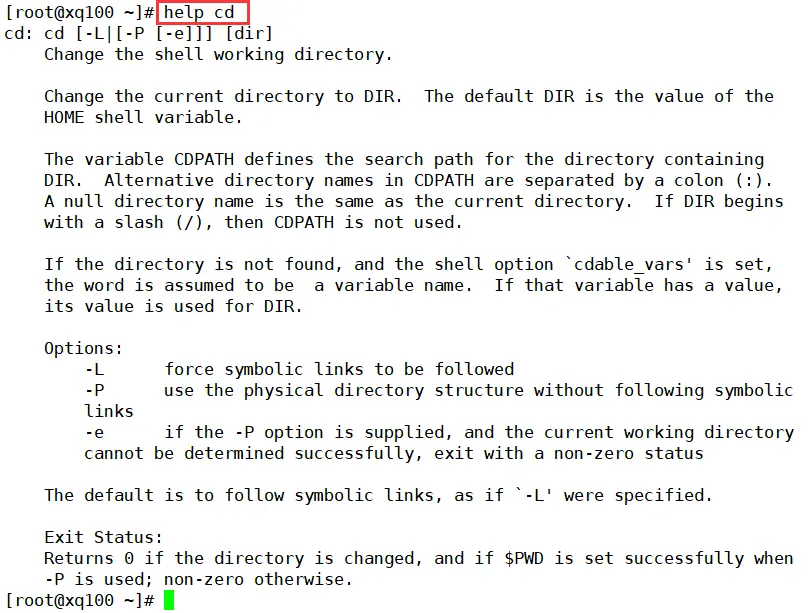 [root@xq100 ~]# help cd
cd: cd [-L|[-P [-e]]] [dir]
    Change the shell working directory.

    Change the current directory to DIR.  The default DIR is the value of the
    HOME shell variable.

    The variable CDPATH defines the search path for the directory containing
    DIR.  Alternative directory names in CDPATH are separated by a colon (:).
    A null directory name is the same as the current directory.  If DIR begins
    with a slash (/), then CDPATH is not used.

    If the directory is not found, and the shell option `cdable_vars' is set,
    the word is assumed to be  a variable name.  If that variable has a value,
    its value is used for DIR.

    Options:
        -L      force symbolic links to be followed
        -P      use the physical directory structure without following symbolic
        links
        -e      if the -P option is supplied, and the current working directory
        cannot be determined successfully, exit with a non-zero status

    The default is to follow symbolic links, as if `-L' were specified.

    Exit Status:
    Returns 0 if the directory is changed, and if $PWD is set successfully when
    -P is used; non-zero otherwise.
[root@xq100 ~]#